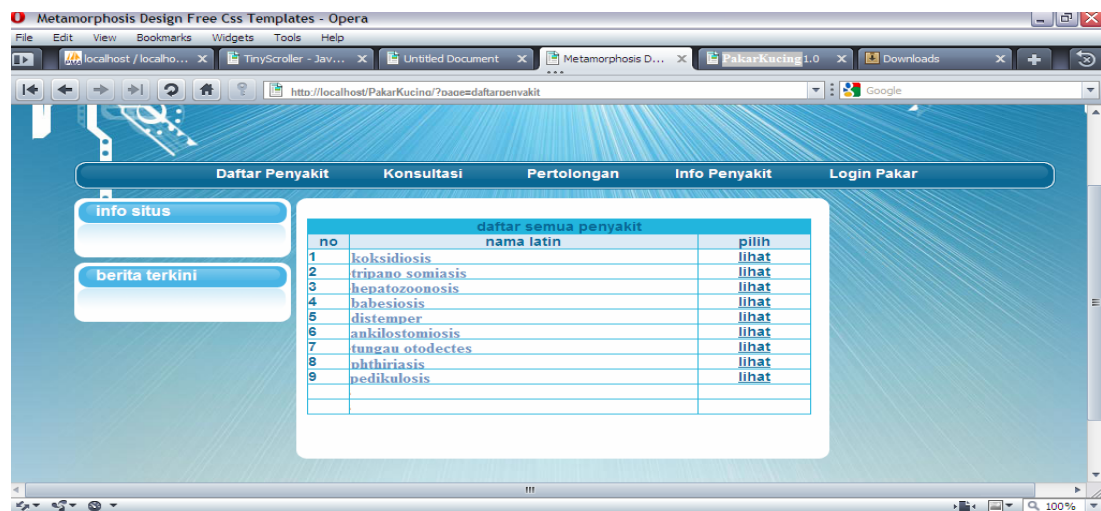 Metamorphosis Design Free Css Templates - Opera
File Edit View Bookmarks Widgets Tools Help
localhost / localho... X TinyScroller - Jav... X Untitled Document X Metamorphosis D... X PakarKucing1.0 X Downloads X
http://localhost/PakarKucing/?page=daftarpenyakit Google
Daftar Penyakit Konsultasi Pertolongan Info Penyakit Login Pakar
info situs
berita terkini
daftar semua penyakit
no nama latin pilih
1 koksidiosis lihat
2 tripano somiasis lihat
3 hepatozoonosis lihat
4 babesiosis lihat
5 distemper lihat
6 ankilostomiosis lihat
7 tungau otodectes lihat
8 phthiriasis lihat
9 pedikulosis lihat
100%